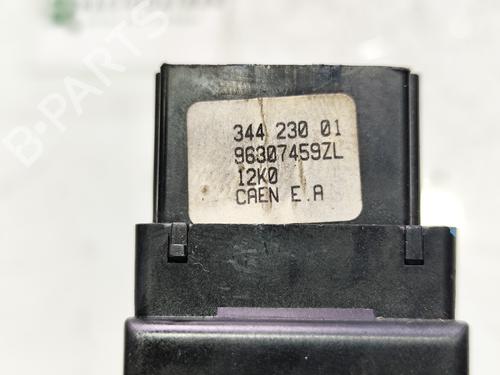 344 230 01
96307459ZL
12K0
CAEN E.A
B-Parts